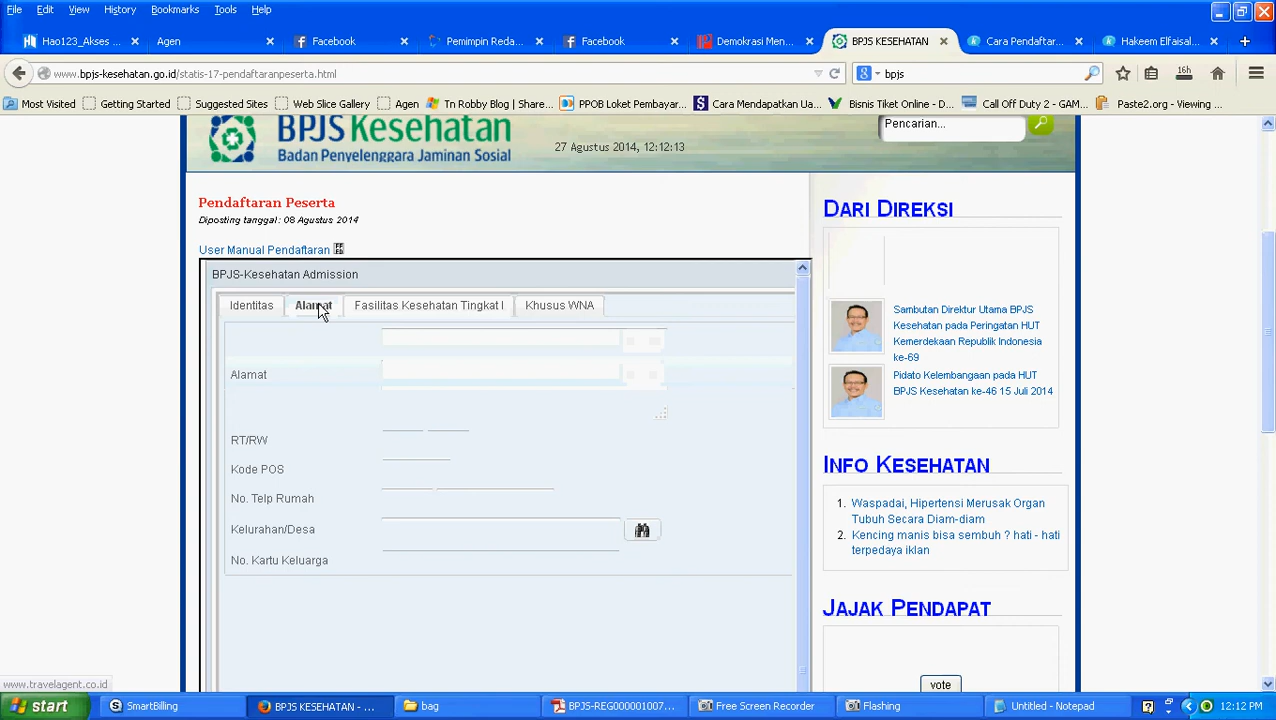 File Edit View History Bookmarks Tools Help
Hao123_Akses ... Agen Facebook Pemimpin Reda... Facebook Demokrasi Men... BPJS KESEHATAN Cara Pendaftar... Hakeem Elfaisal...
www.bpjs-kesehatan.go.id/statis-17-pendaftaranpeserta.html bpjs 16h
Most Visited Getting Started Suggested Sites Web Slice Gallery Agen Tn Robby Blog | Share... PPOB Loket Pembayar... Cara Mendapatkan Ua... Bisnis Tiket Online - D... Call Off Duty 2 - GAM... Paste2.org - Viewing ...
BPJS Kesehatan
Badan Penyelenggara Jaminan Sosial
27 Agustus 2014, 12:12:13
Pencarian...
Pendaftaran Peserta
Diposting tanggal: 08 Agustus 2014
User Manual Pendaftaran
BPJS-Kesehatan Admission
Identitas Alamat Fasilitas Kesehatan Tingkat I Khusus WNA
Alamat
RT/RW
Kode POS
No. Telp Rumah
Kelurahan/Desa
No. Kartu Keluarga
DARI DIREKSI
Sambutan Direktur Utama BPJS
Kesehatan pada Peringatan HUT
Kemerdekaan Republik Indonesia
ke-69
Pidato Kelembangaan pada HUT
BPJS Kesehatan ke-46 15 Juli 2014
INFO KESEHATAN
1. Waspadai, Hipertensi Merusak Organ
Tubuh Secara Diam-diam
2. Kencing manis bisa sembuh ? hati - hati
terpedaya iklan
JAJAK PENDAPAT
vote
www.travelagent.co.id
start SmartBilling BPJS KESEHATAN - ... bag BPJS-REG000001007... Free Screen Recorder Flashing Untitled - Notepad 12:12 PM